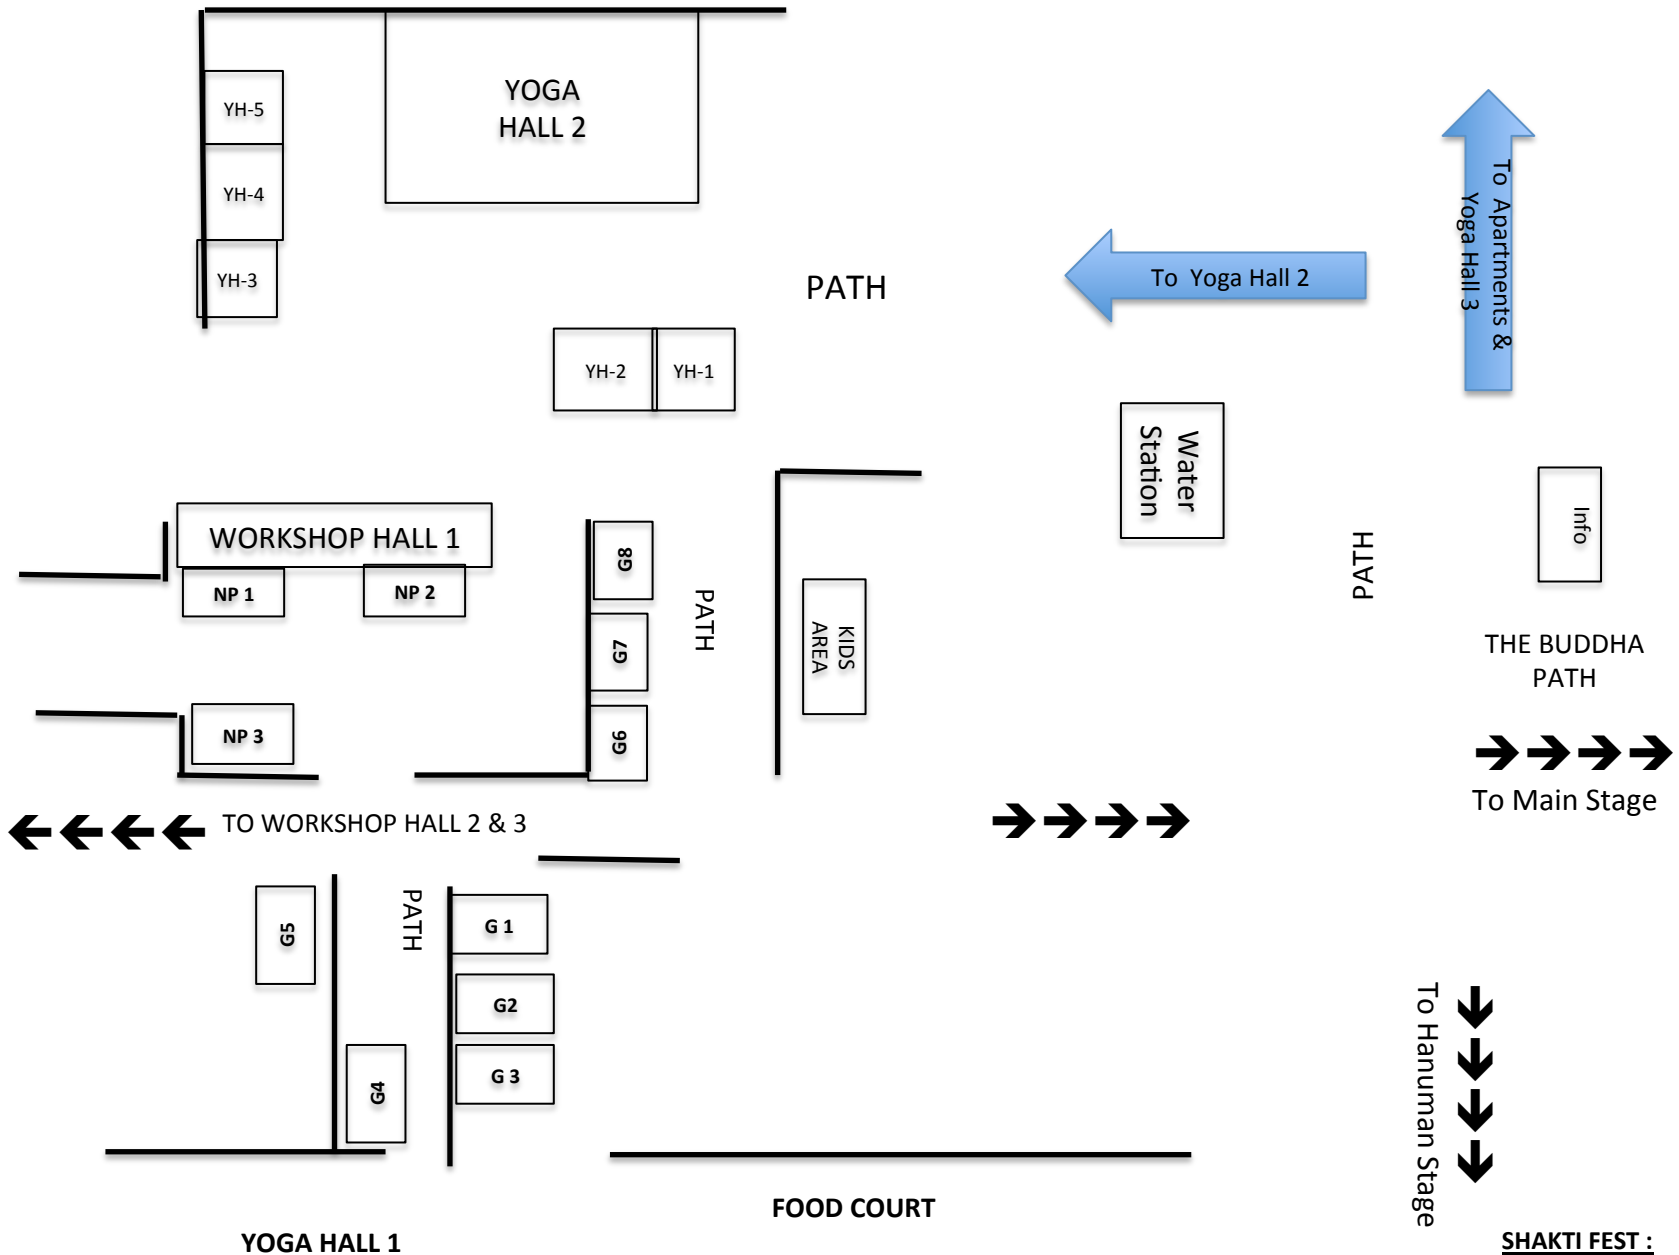 YOGA
HALL 2
YH-5
YH-4
YH-3
PATH
To Yoga Hall 2
To Apartments &
Yoga Hall 3
YH-2
YH-1
Water
Station
Info
WORKSHOP HALL 1
NP 1
NP 2
G8
G7
G6
PATH
KIDS
AREA
PATH
THE BUDDHA
PATH
NP 3
To Main Stage
TO WORKSHOP HALL 2 & 3
G5
PATH
G 1
G2
G 3
G4
To Hanuman Stage
FOOD COURT
YOGA HALL 1
SHAKTI FEST :